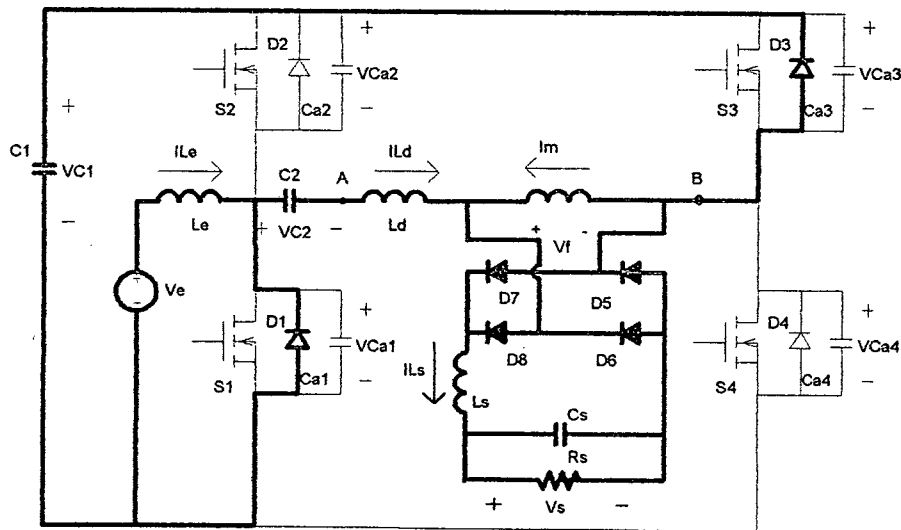 D2 + VCa2 − S2 Ca2
D3 + VCa3 − S3 Ca3
+ C1 VC1 −
ILe C2 A ILd Im B
Le + VC2 − Ld + Vf -
Ve
D1 + VCa1 − S1 Ca1
D7 D5
D8 D6
D4 + VCa4 − S4 Ca4
ILs Ls
Cs
Rs
+ Vs −